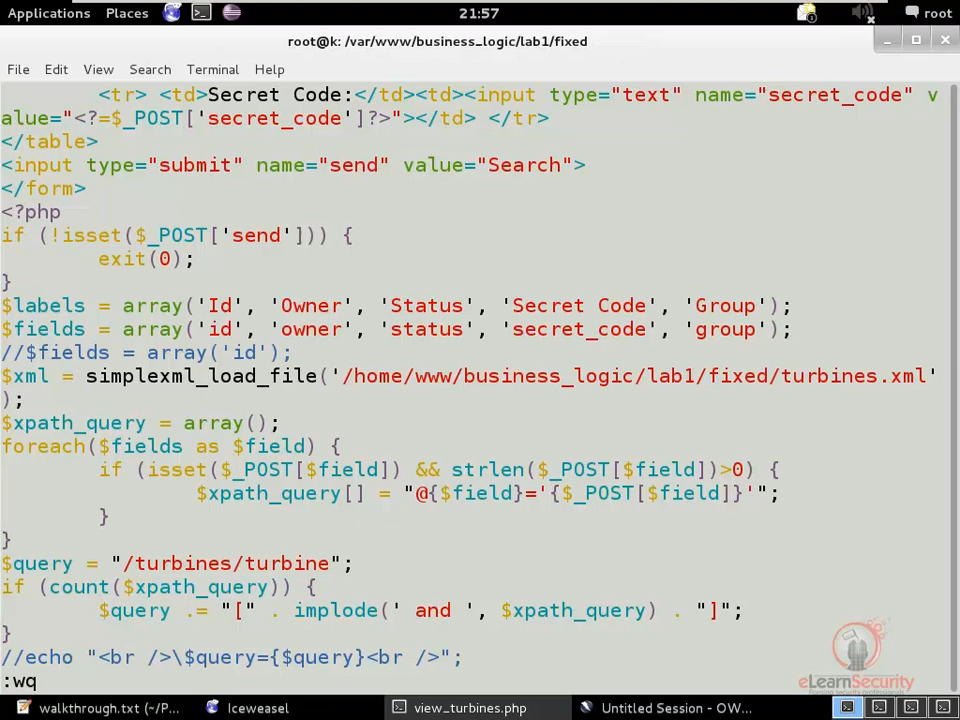 Applications Places 21:57 root
root@k: /var/www/business_logic/lab1/fixed
File Edit View Search Terminal Help
<tr> <td>Secret Code:</td><td><input type="text" name="secret_code" v
alue="<?=$_POST['secret_code']?>"></td> </tr>
</table>
<input type="submit" name="send" value="Search">
</form>
<?php
if (!isset($_POST['send'])) {
exit(0);
}
$labels = array('Id', 'Owner', 'Status', 'Secret Code', 'Group');
$fields = array('id', 'owner', 'status', 'secret_code', 'group');
//$fields = array('id');
$xml = simplexml_load_file('/home/www/business_logic/lab1/fixed/turbines.xml'
);
$xpath_query = array();
foreach($fields as $field) {
if (isset($_POST[$field]) && strlen($_POST[$field])>0) {
$xpath_query[] = "@{$field}='{$_POST[$field]}'";
}
}
$query = "/turbines/turbine";
if (count($xpath_query)) {
$query .= "[" . implode(' and ', $xpath_query) . "]";
}
//echo "<br />\$query={$query}<br />";
:wq
eLearnSecurity
walkthrough.txt (~/P... Iceweasel view_turbines.php Untitled Session - OW...